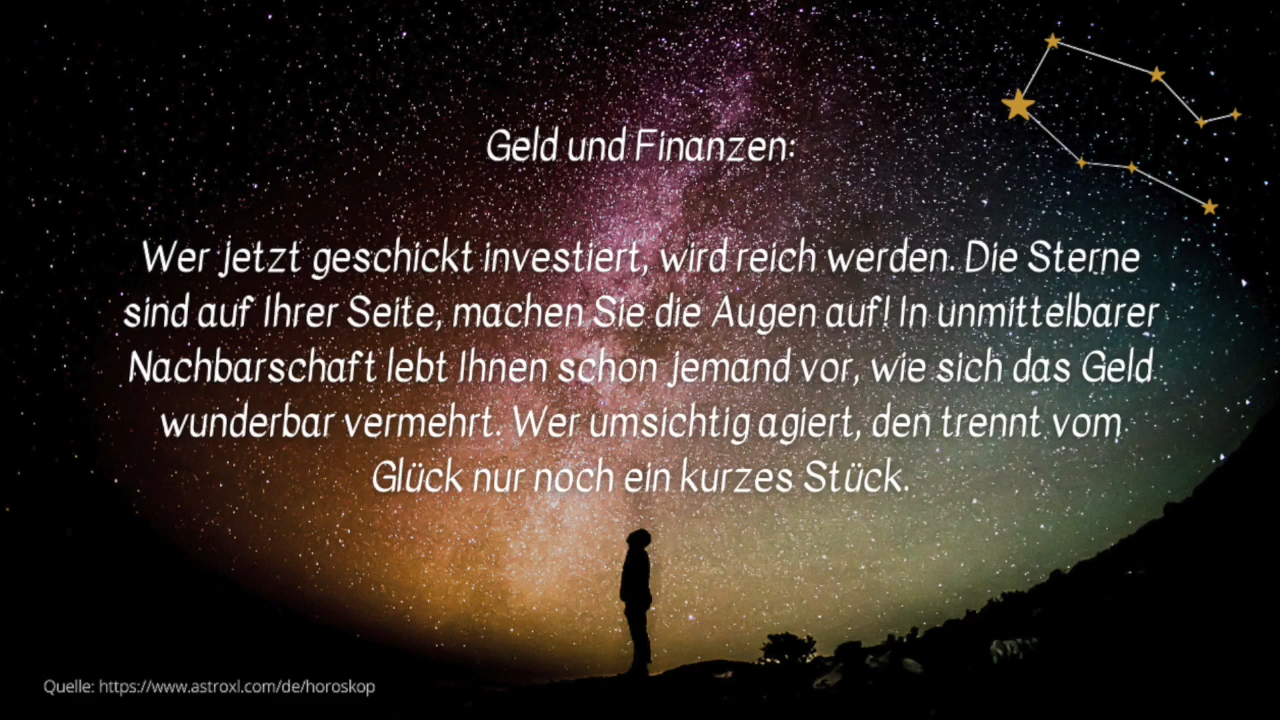 Geld und Finanzen:
Wer jetzt geschickt investiert, wird reich werden. Die Sterne
sind auf Ihrer Seite, machen Sie die Augen auf! In unmittelbarer
Nachbarschaft lebt Ihnen schon jemand vor, wie sich das Geld
wunderbar vermehrt. Wer umsichtig agiert, den trennt vom
Glück nur noch ein kurzes Stück.
Quelle: https://www.astroxl.com/de/horoskop